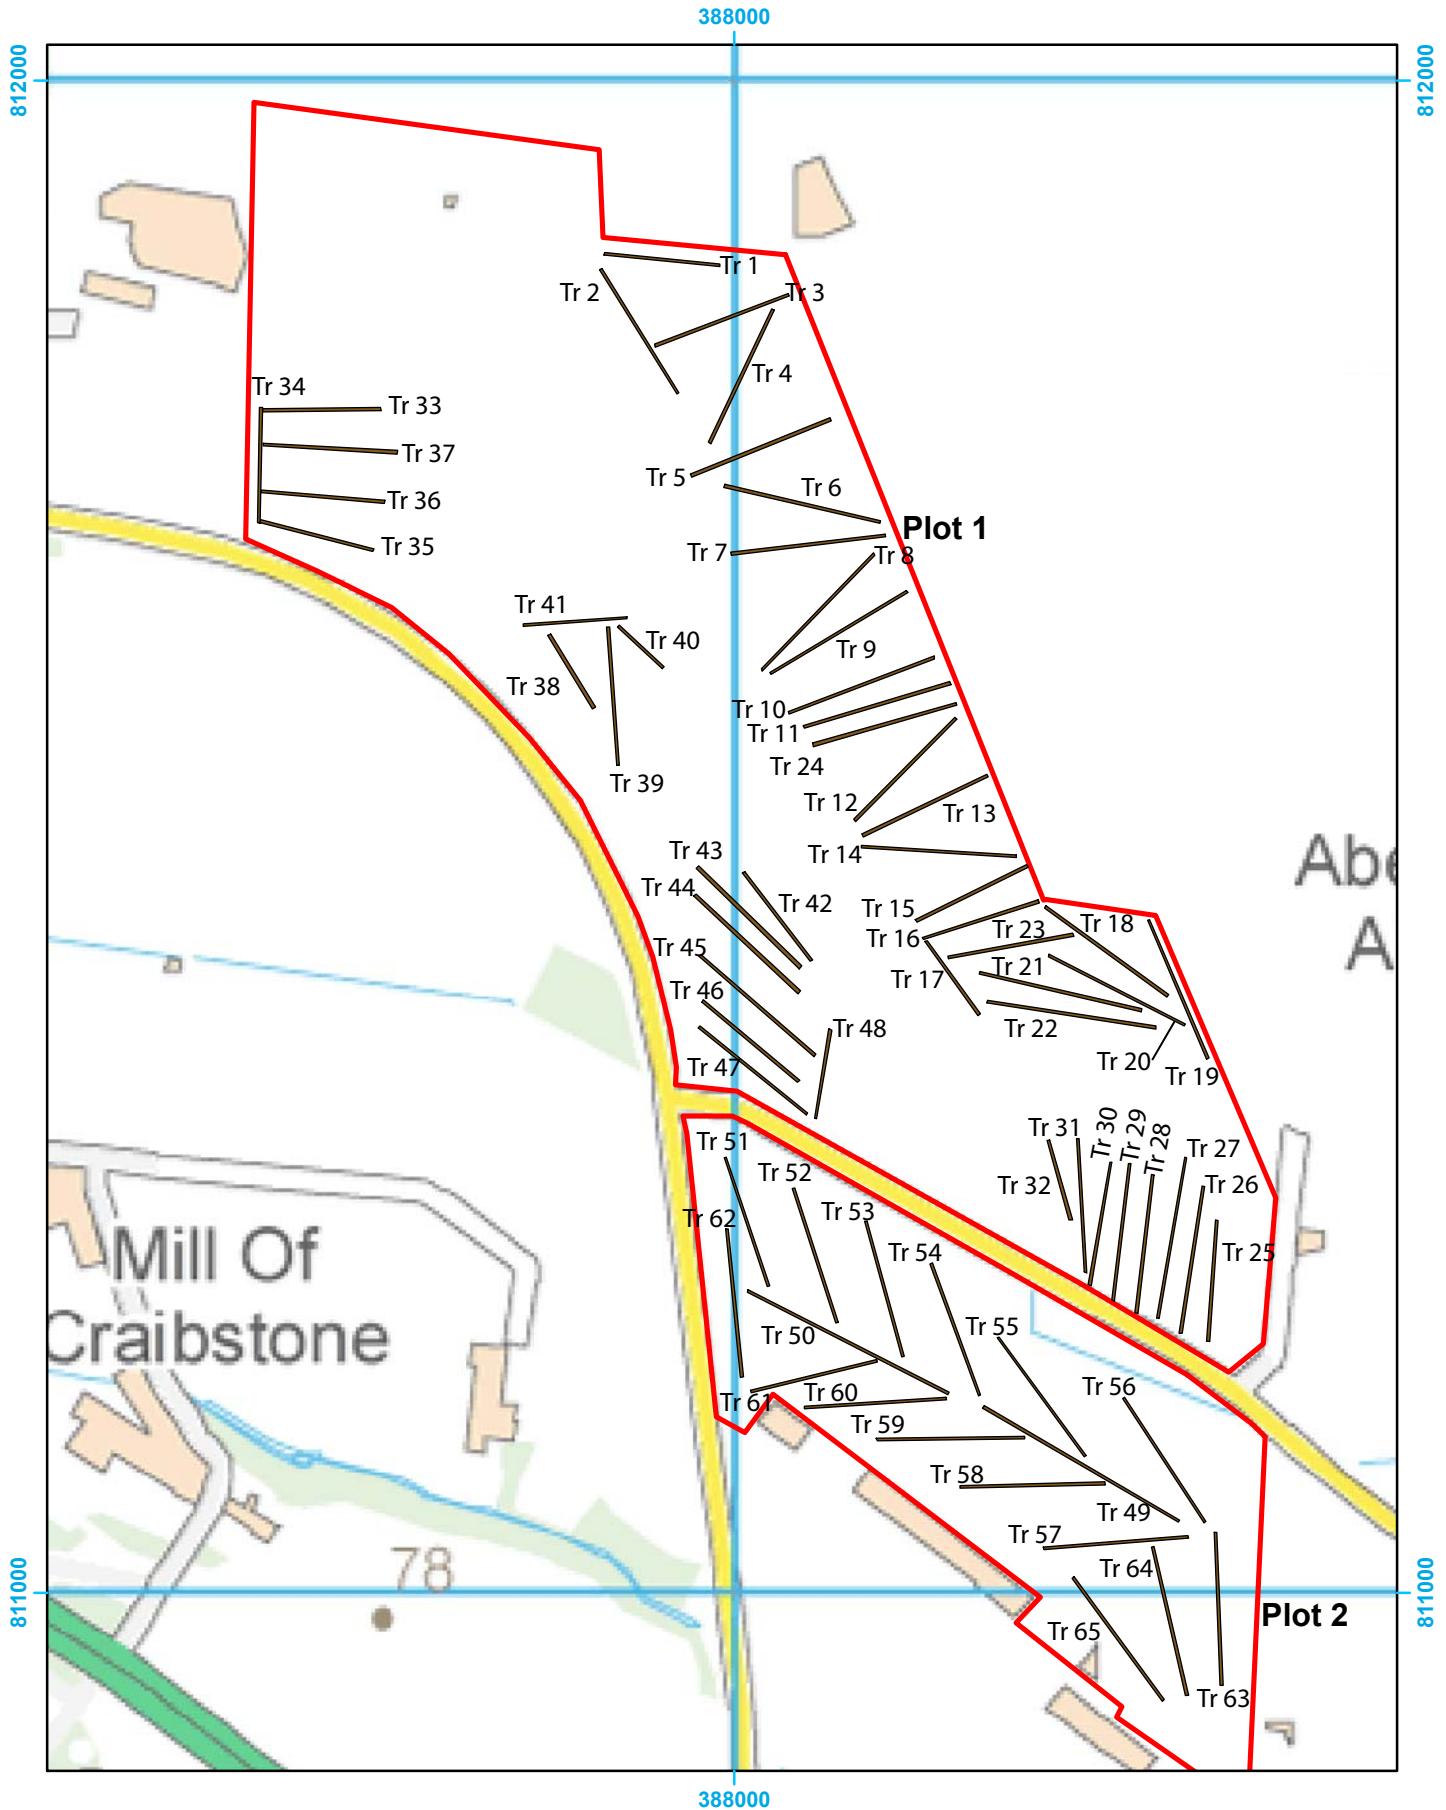 388000
812000
812000
Tr 1
Tr 2
Tr 3
Tr 4
Tr 34
Tr 33
Tr 37
Tr 5
Tr 6
Tr 36
Plot 1
Tr 35
Tr 7
Tr 8
Tr 41
Tr 40
Tr 9
Tr 38
Tr 10
Tr 11
Tr 24
Tr 39
Tr 12
Tr 13
Tr 43
Tr 14
Abe
Tr 44
Tr 42
Tr 15
Tr 18
Tr 23
Tr 16
A
Tr 45
Tr 21
Tr 17
Tr 46
Tr 22
Tr 48
Tr 20
Tr 47
Tr 19
Tr 31
Tr 30
Tr 29
Tr 28
Tr 27
Tr 51
Tr 52
Tr 32
Tr 26
Tr 62
Tr 53
Tr 54
Tr 25
Mill Of
Craibstone
Tr 50
Tr 55
Tr 56
Tr 60
Tr 61
Tr 59
Tr 58
Tr 49
Tr 57
78
Tr 64
811000
811000
Plot 2
Tr 65
Tr 63
388000